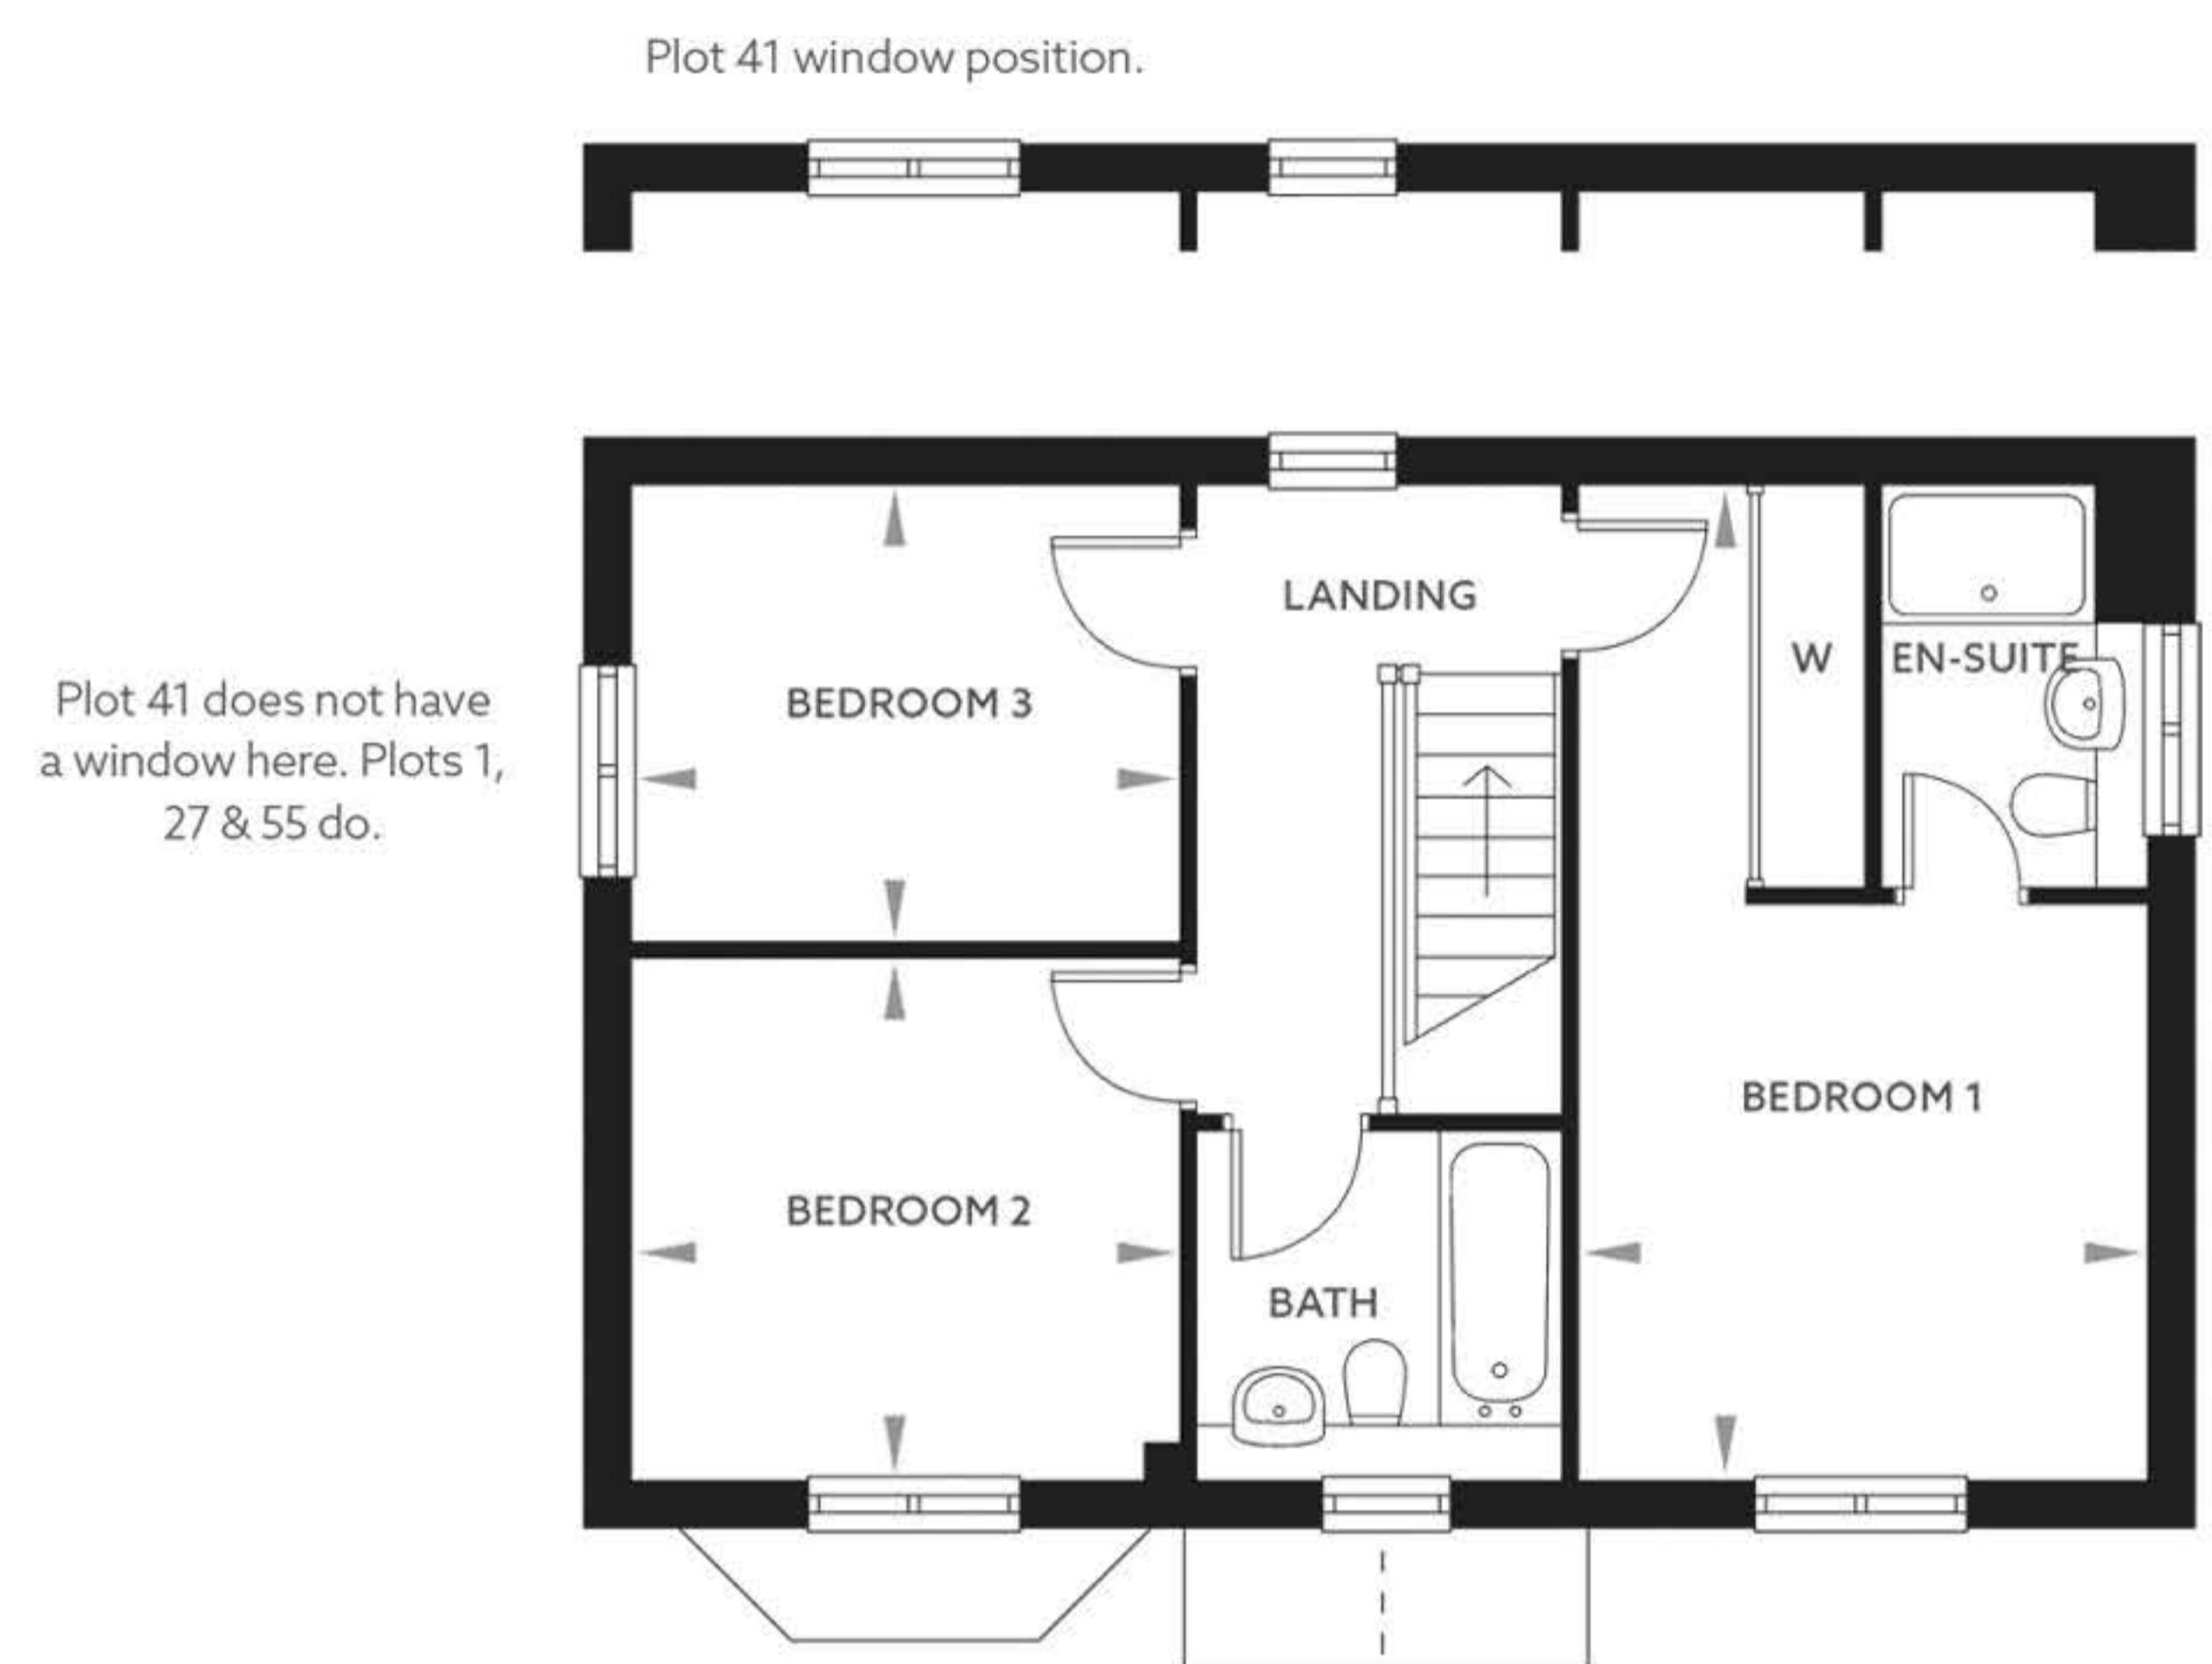 Plot 41 window position.
LANDING
W
EN-SUITE
BEDROOM 3
Plot 41 does not have
a window here. Plots 1,
27 & 55 do.
BEDROOM 1
BEDROOM 2
BATH